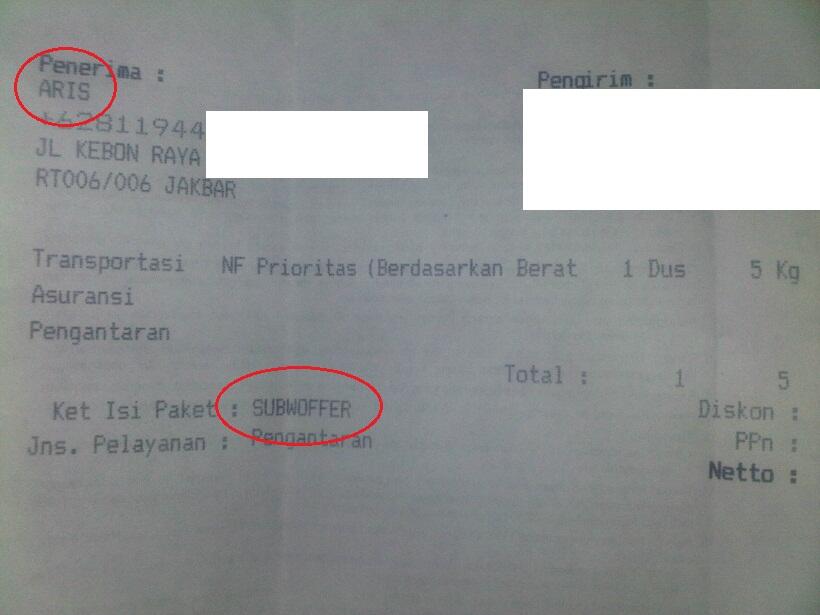 Penerima :
ARIS
+62811944
JL KEBON RAYA
RT006/006 JAKBAR
Pengirim :
Transportasi NF Prioritas (Berdasarkan Berat 1 Dus 5 Kg
Asuransi
Pengantaran
Total : 1 5
Ket Isi Paket : SUBWOFFER
Jns. Pelayanan : Pengantaran
Diskon :
PPn :
Netto :